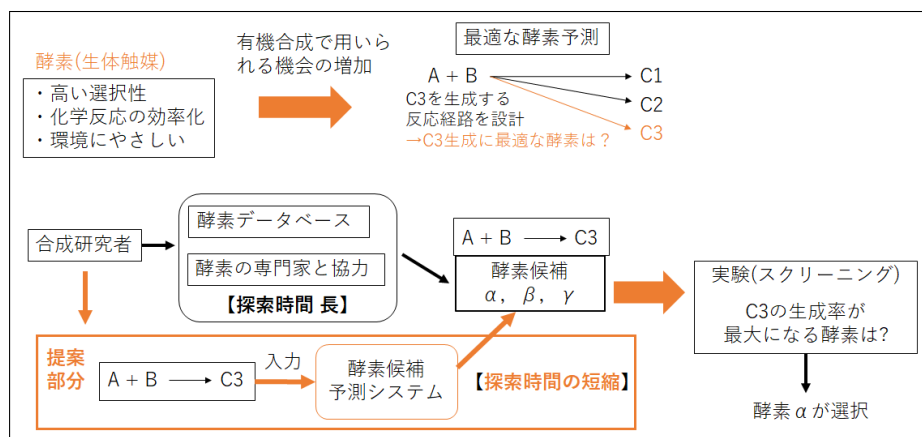 酵素(生体触媒)
・高い選択性
・化学反応の効率化
・環境にやさしい
有機合成で用いら
れる機会の増加
最適な酵素予測
A + B
C1
C2
C3
C3を生成する
反応経路を設計
→C3生成に最適な酵素は？
合成研究者
酵素データベース
酵素の専門家と協力
【探索時間 長】
A + B → C3
酵素候補
α， β， γ
実験(スクリーニング)
C3の生成率が
最大になる酵素は?
酵素 α が選択
提案
部分
A + B → C3
入力
酵素候補
予測システム
【探索時間の短縮】